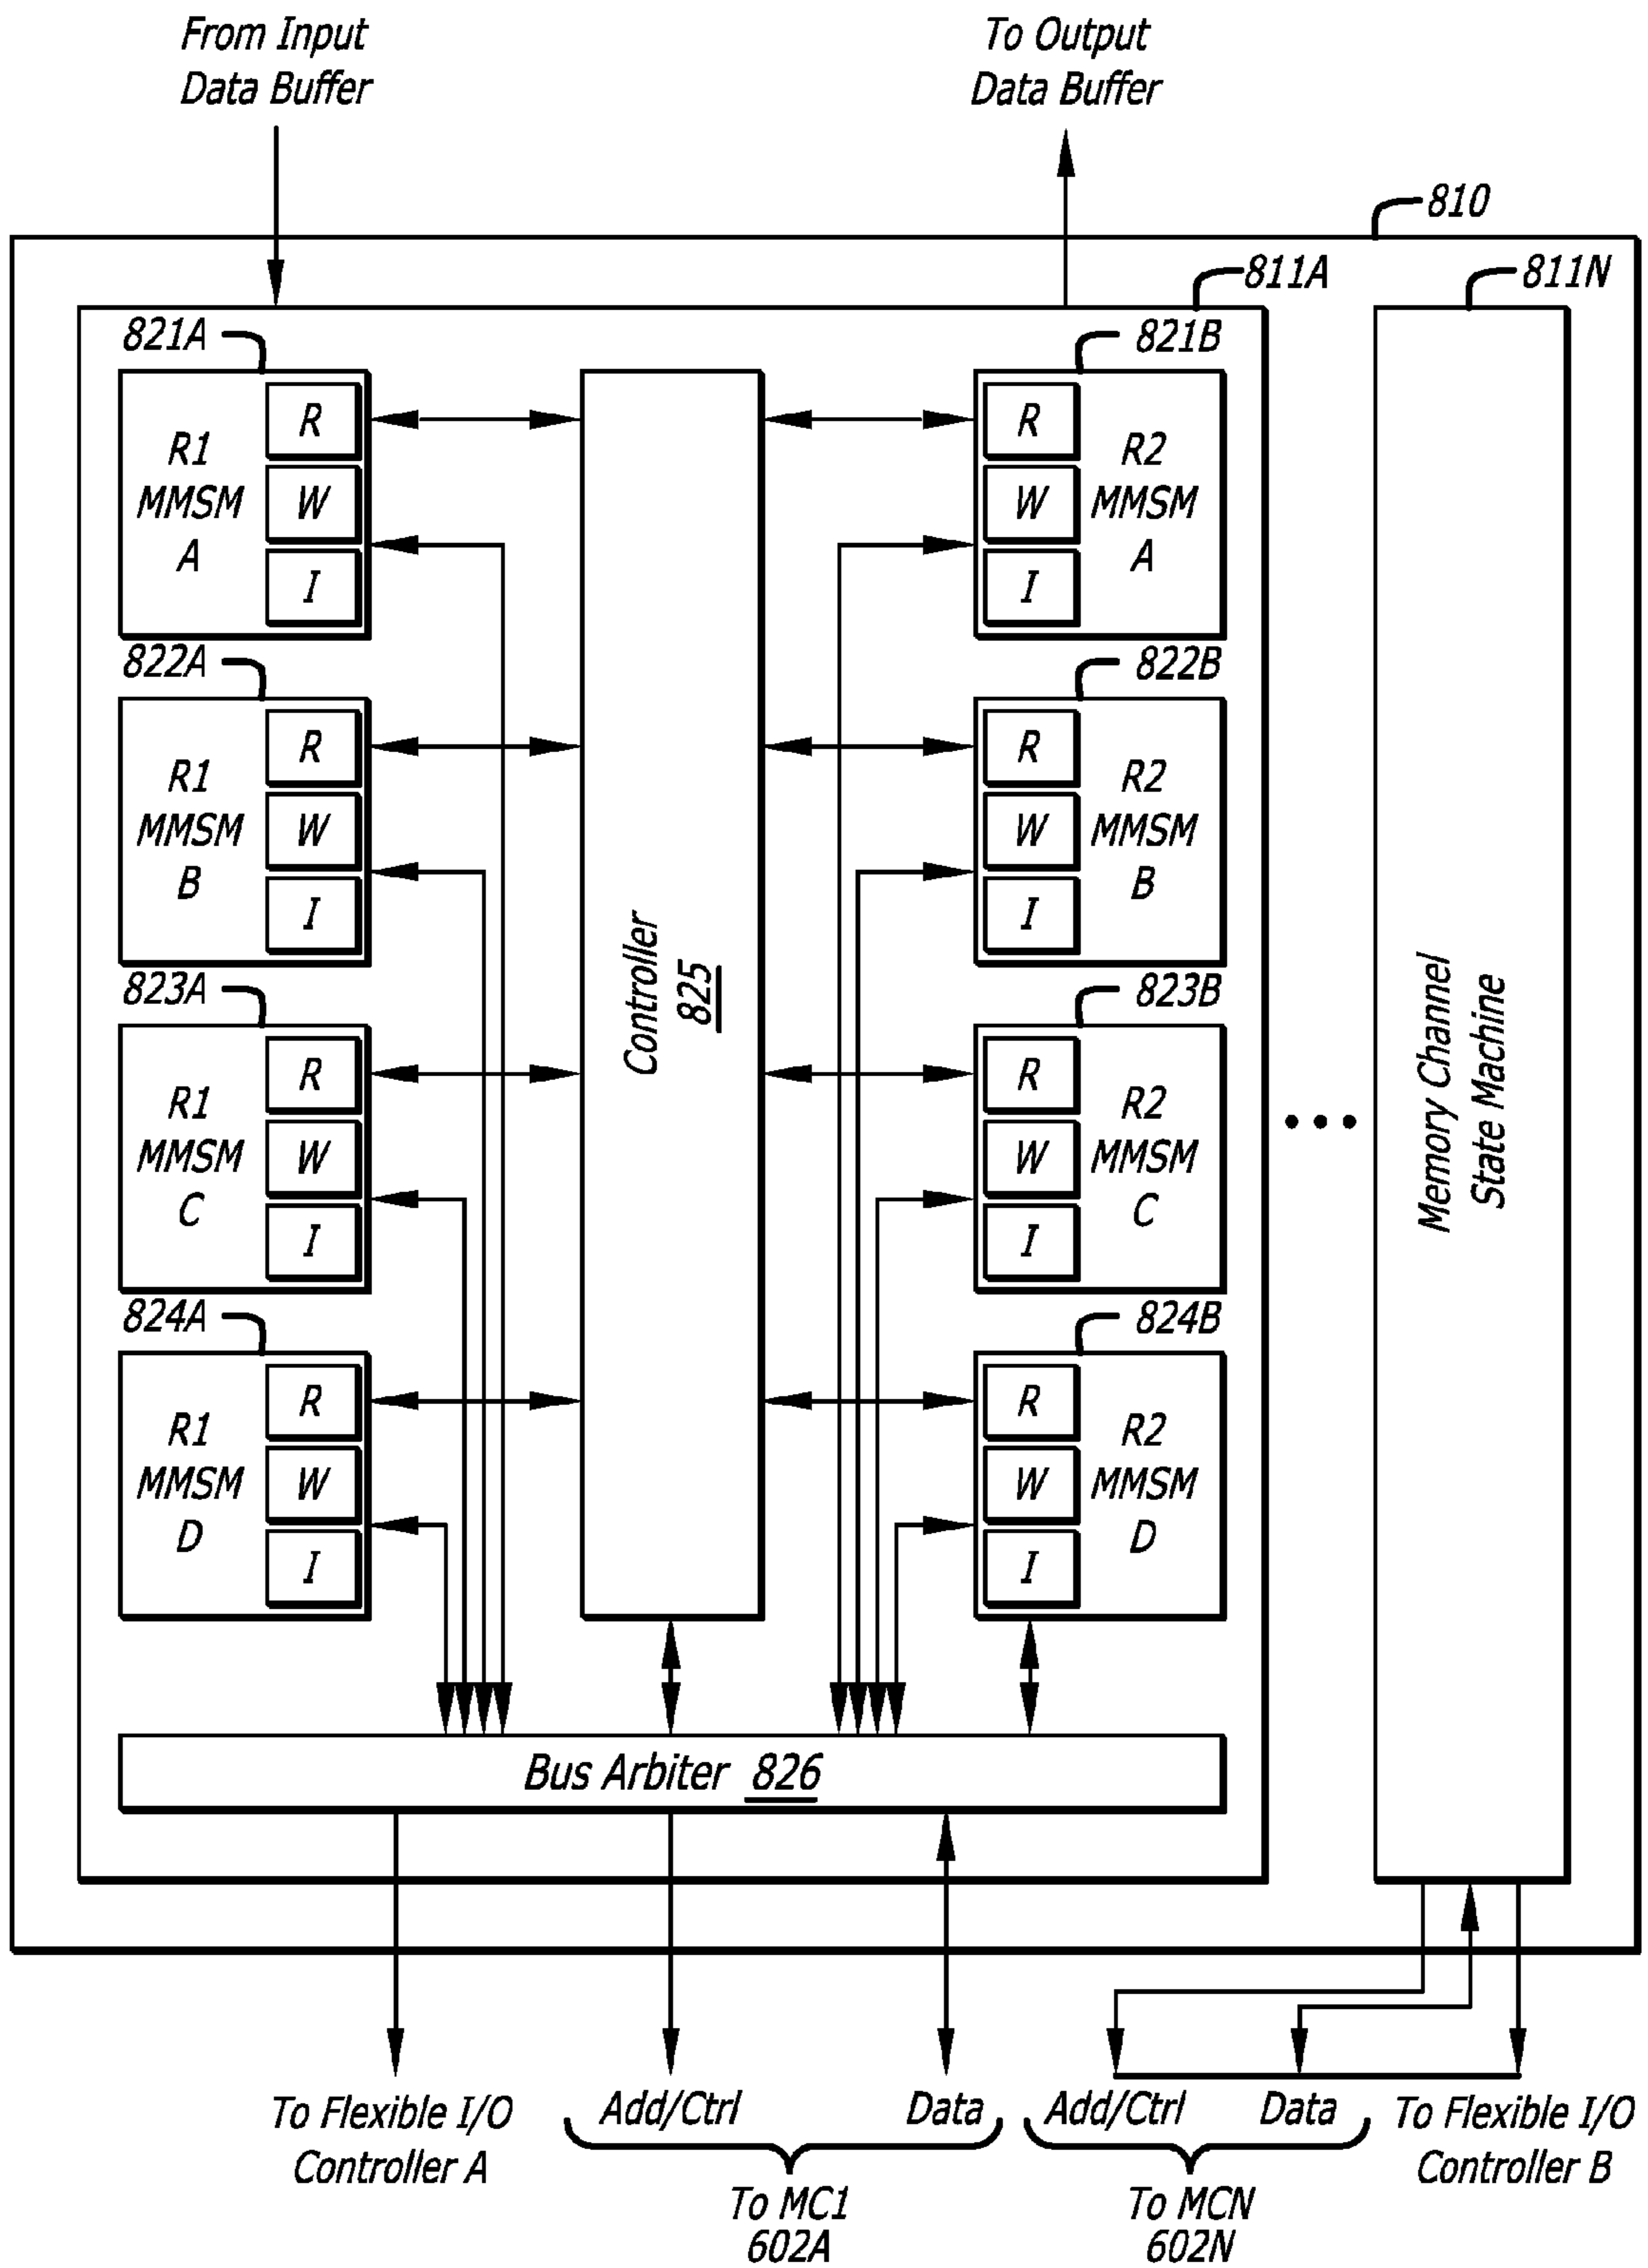 From Input
Data Buffer
To Output
Data Buffer
810
811A
811N
821A
821B
R1
MMSM
A
R
W
I
R
W
I
R2
MMSM
A
822A
822B
R1
MMSM
B
R
W
I
R
W
I
R2
MMSM
B
Controller
825
Memory Channel
State Machine
823A
823B
R1
MMSM
C
R
W
I
R
W
I
R2
MMSM
C
824A
824B
R1
MMSM
D
R
W
I
R
W
I
R2
MMSM
D
Bus Arbiter 826
To Flexible I/O
Controller A
Add/Ctrl
Data
To MC1
602A
Add/Ctrl
Data
To MCN
602N
To Flexible I/O
Controller B